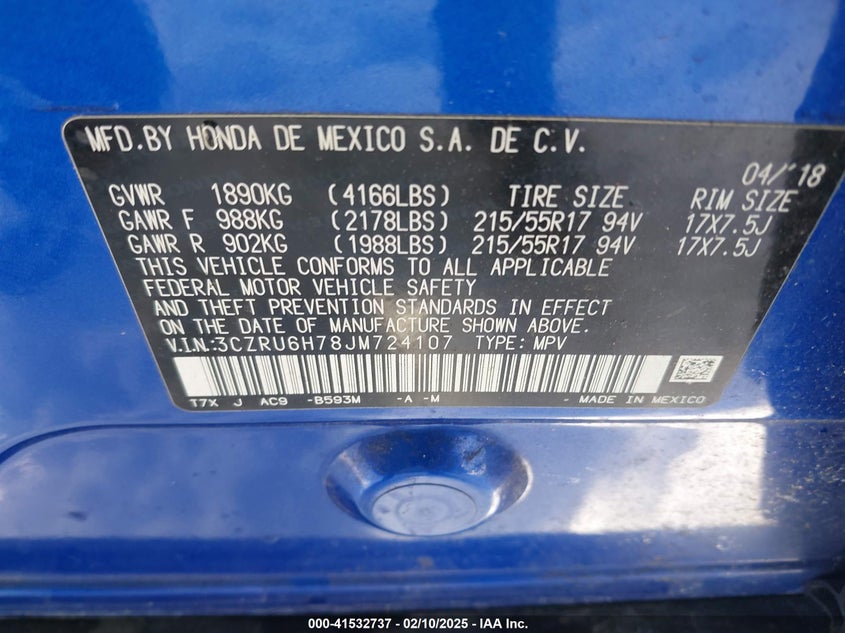 MFD.BY HONDA DE MEXICO S.A. DE C.V.
04/'18
GVWR 1890KG (4166LBS) TIRE SIZE RIM SIZE
GAWR F 988KG (2178LBS) 215/55R17 94V 17X7.5J
GAWR R 902KG (1988LBS) 215/55R17 94V 17X7.5J
THIS VEHICLE CONFORMS TO ALL APPLICABLE
FEDERAL MOTOR VEHICLE SAFETY
AND THEFT PREVENTION STANDARDS IN EFFECT
ON THE DATE OF MANUFACTURE SHOWN ABOVE.
V.I.N:3CZRU6H78JM724107 TYPE: MPV
T7X J AC9 -B593M -A -M - MADE IN MEXICO
000-41532737 - 02/10/2025 - IAA Inc.